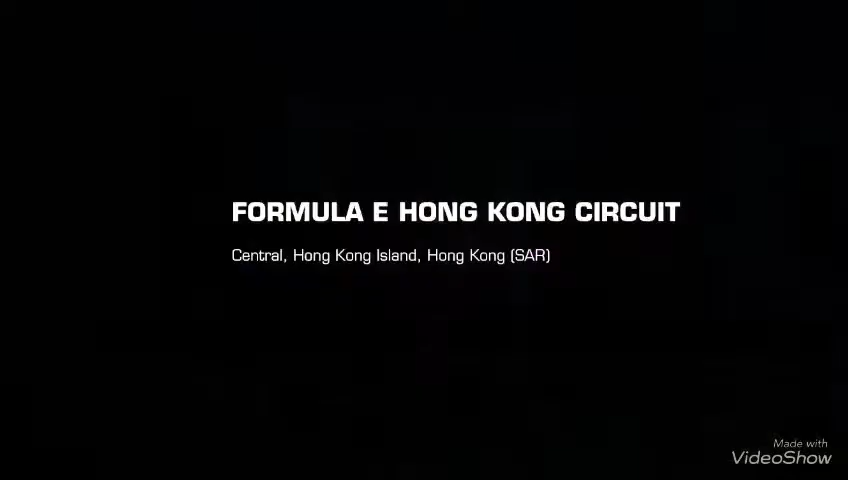 FORMULA E HONG KONG CIRCUIT
Central, Hong Kong Island, Hong Kong (SAR)
Made with
VideoShow